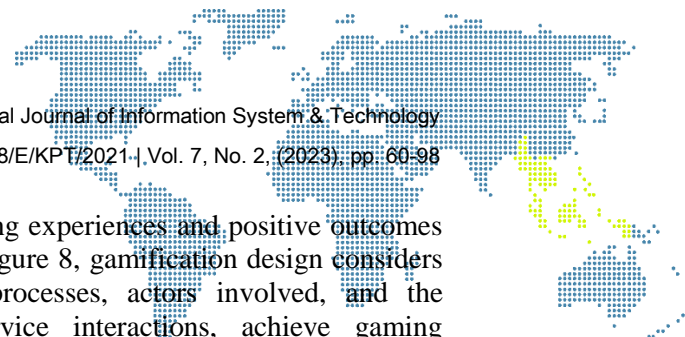 al Journal of Information System & Technology
8/E/KPT/2021 | Vol. 7, No. 2, (2023), pp. 60-98
ng experiences and positive outcomes
gure 8, gamification design considers
processes, actors involved, and the
rvice interactions, achieve gaming